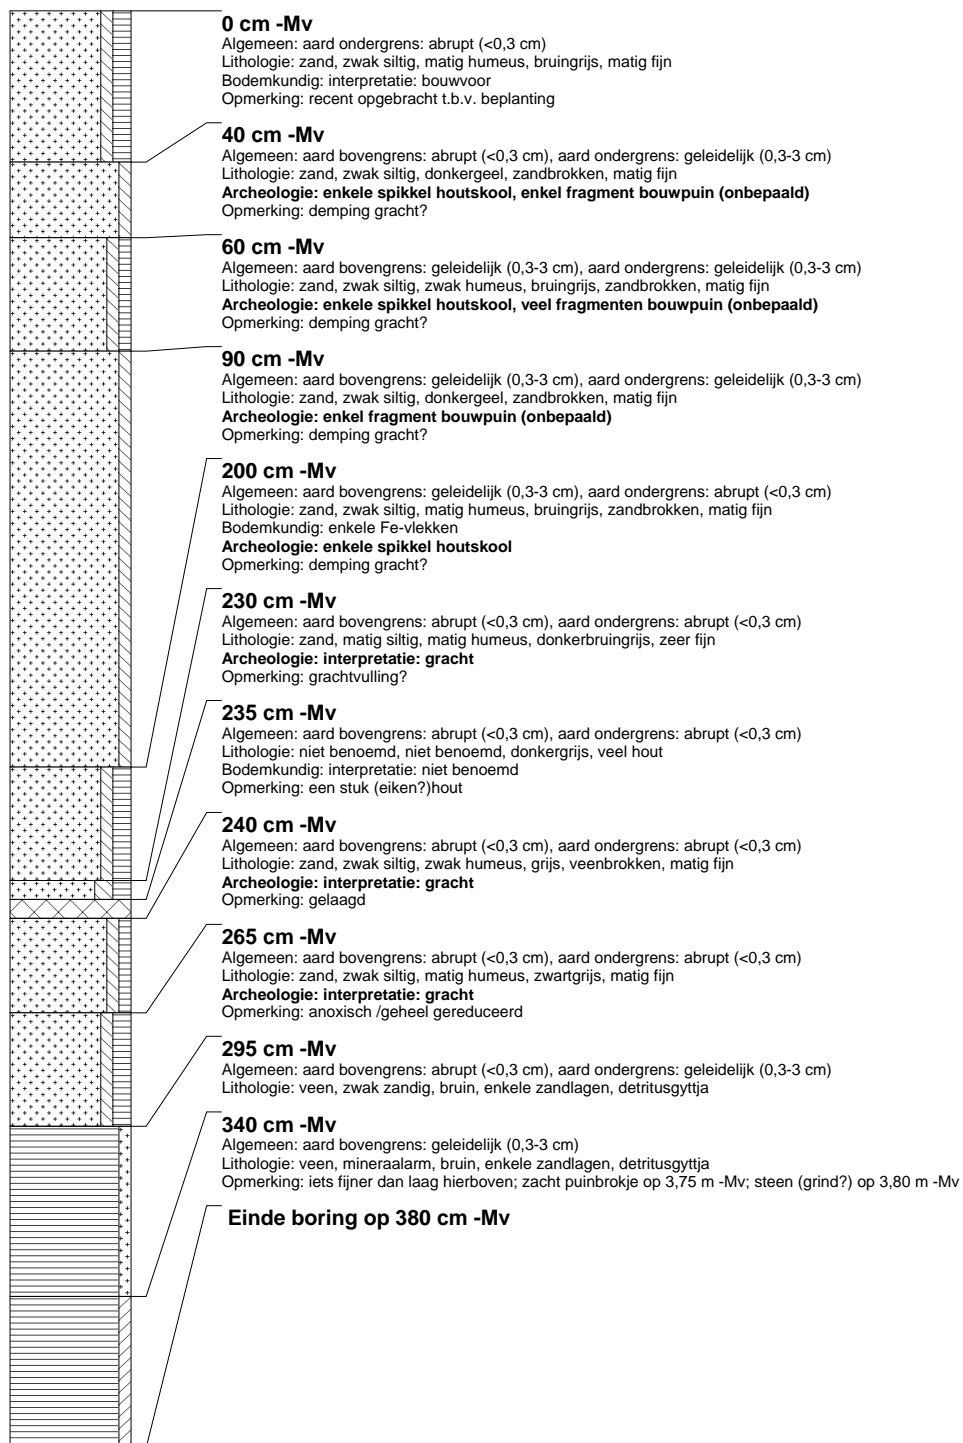 0 cm -Mv
Algemeen: aard ondergrens: abrupt (<0,3 cm)
Lithologie: zand, zwak siltig, matig humeus, bruingrijs, matig fijn
Bodemkundig: interpretatie: bouwvoor
Opmerking: recent opgebracht t.b.v. beplanting
40 cm -Mv
Algemeen: aard bovengrens: abrupt (<0,3 cm), aard ondergrens: geleidelijk (0,3-3 cm)
Lithologie: zand, zwak siltig, donkergeel, zandbrokken, matig fijn
Archeologie: enkele spikkel houtskool, enkel fragment bouwpuin (onbepaald)
Opmerking: demping gracht?
60 cm -Mv
Algemeen: aard bovengrens: geleidelijk (0,3-3 cm), aard ondergrens: geleidelijk (0,3-3 cm)
Lithologie: zand, zwak siltig, zwak humeus, bruingrijs, zandbrokken, matig fijn
Archeologie: enkele spikkel houtskool, veel fragmenten bouwpuin (onbepaald)
Opmerking: demping gracht?
90 cm -Mv
Algemeen: aard bovengrens: geleidelijk (0,3-3 cm), aard ondergrens: geleidelijk (0,3-3 cm)
Lithologie: zand, zwak siltig, donkergeel, zandbrokken, matig fijn
Archeologie: enkel fragment bouwpuin (onbepaald)
Opmerking: demping gracht?
200 cm -Mv
Algemeen: aard bovengrens: geleidelijk (0,3-3 cm), aard ondergrens: abrupt (<0,3 cm)
Lithologie: zand, zwak siltig, matig humeus, bruingrijs, zandbrokken, matig fijn
Bodemkundig: enkele Fe-vlekken
Archeologie: enkele spikkel houtskool
Opmerking: demping gracht?
230 cm -Mv
Algemeen: aard bovengrens: abrupt (<0,3 cm), aard ondergrens: abrupt (<0,3 cm)
Lithologie: zand, matig siltig, matig humeus, donkerbruingrijs, zeer fijn
Archeologie: interpretatie: gracht
Opmerking: grachtvulling?
235 cm -Mv
Algemeen: aard bovengrens: abrupt (<0,3 cm), aard ondergrens: abrupt (<0,3 cm)
Lithologie: niet benoemd, niet benoemd, donkergrijs, veel hout
Bodemkundig: interpretatie: niet benoemd
Opmerking: een stuk (eiken?)hout
240 cm -Mv
Algemeen: aard bovengrens: abrupt (<0,3 cm), aard ondergrens: abrupt (<0,3 cm)
Lithologie: zand, zwak siltig, zwak humeus, grijs, veenbrokken, matig fijn
Archeologie: interpretatie: gracht
Opmerking: gelaagd
265 cm -Mv
Algemeen: aard bovengrens: abrupt (<0,3 cm), aard ondergrens: abrupt (<0,3 cm)
Lithologie: zand, zwak siltig, matig humeus, zwartgrijs, matig fijn
Archeologie: interpretatie: gracht
Opmerking: anoxisch /geheel gereduceerd
295 cm -Mv
Algemeen: aard bovengrens: abrupt (<0,3 cm), aard ondergrens: geleidelijk (0,3-3 cm)
Lithologie: veen, zwak zandig, bruin, enkele zandlagen, detritusgyttja
340 cm -Mv
Algemeen: aard bovengrens: geleidelijk (0,3-3 cm)
Lithologie: veen, mineraalarm, bruin, enkele zandlagen, detritusgyttja
Opmerking: iets fijner dan laag hierboven; zacht puinbrokje op 3,75 m -Mv; steen (grind?) op 3,80 m -Mv
Einde boring op 380 cm -Mv